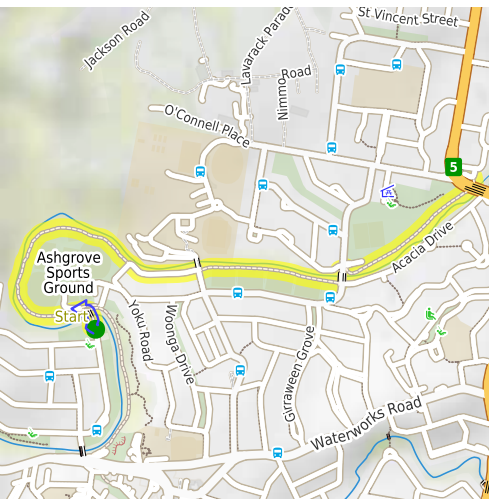 St Vincent Street
Jackson Road
Lavarack Parade
Nimmo Road
O'Connell Place
5
Acacia Drive
Ashgrove
Sports
Ground
Start
Yoku Road
Woonga Drive
Girraween Grove
Waterworks Road